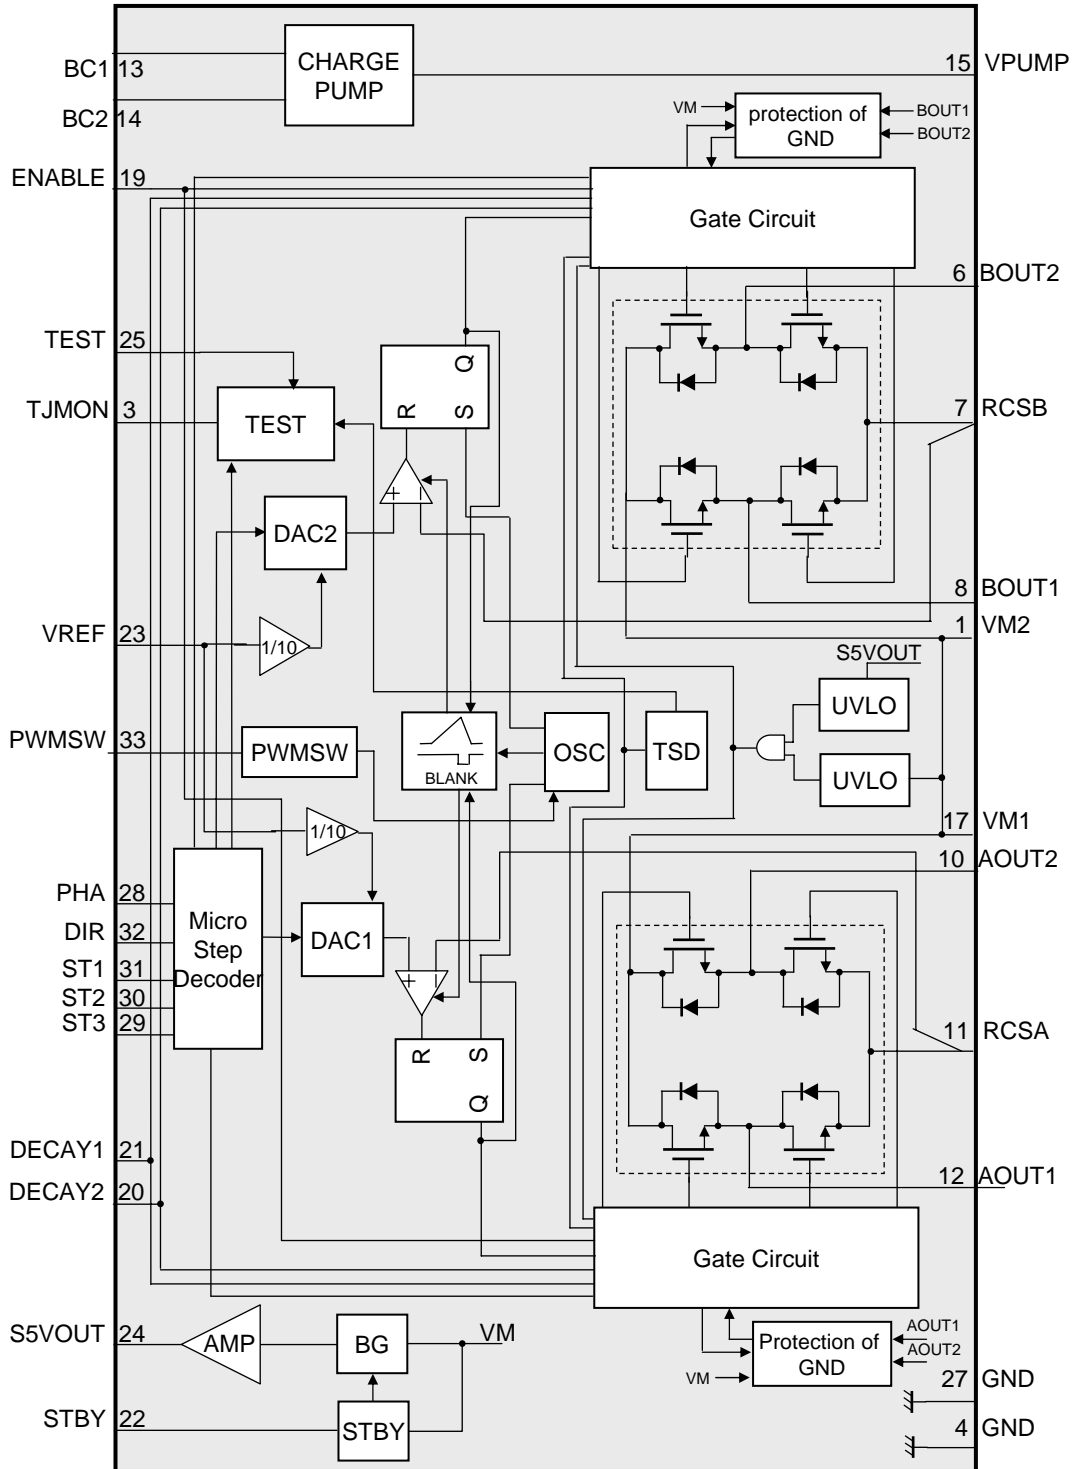 BC1 13
CHARGE
PUMP
15 VPUMP
BC2 14
VM
protection of
GND
BOUT1
BOUT2
ENABLE 19
Gate Circuit
6 BOUT2
TEST 25
Q
R S
TJMON 3
TEST
7 RCSB
+ −
DAC2
8 BOUT1
VREF 23
1/10
1 VM2
S5VOUT
UVLO
PWMSW 33
PWMSW
BLANK
OSC
TSD
UVLO
1/10
17 VM1
10 AOUT2
PHA 28
DIR 32
ST1 31
ST2 30
ST3 29
Micro
Step
Decoder
DAC1
+ −
11 RCSA
R S
Q
DECAY1 21
DECAY2 20
12 AOUT1
Gate Circuit
S5VOUT 24
AMP
BG
VM
Protection of
GND
AOUT1
AOUT2
VM
27 GND
STBY 22
STBY
4 GND